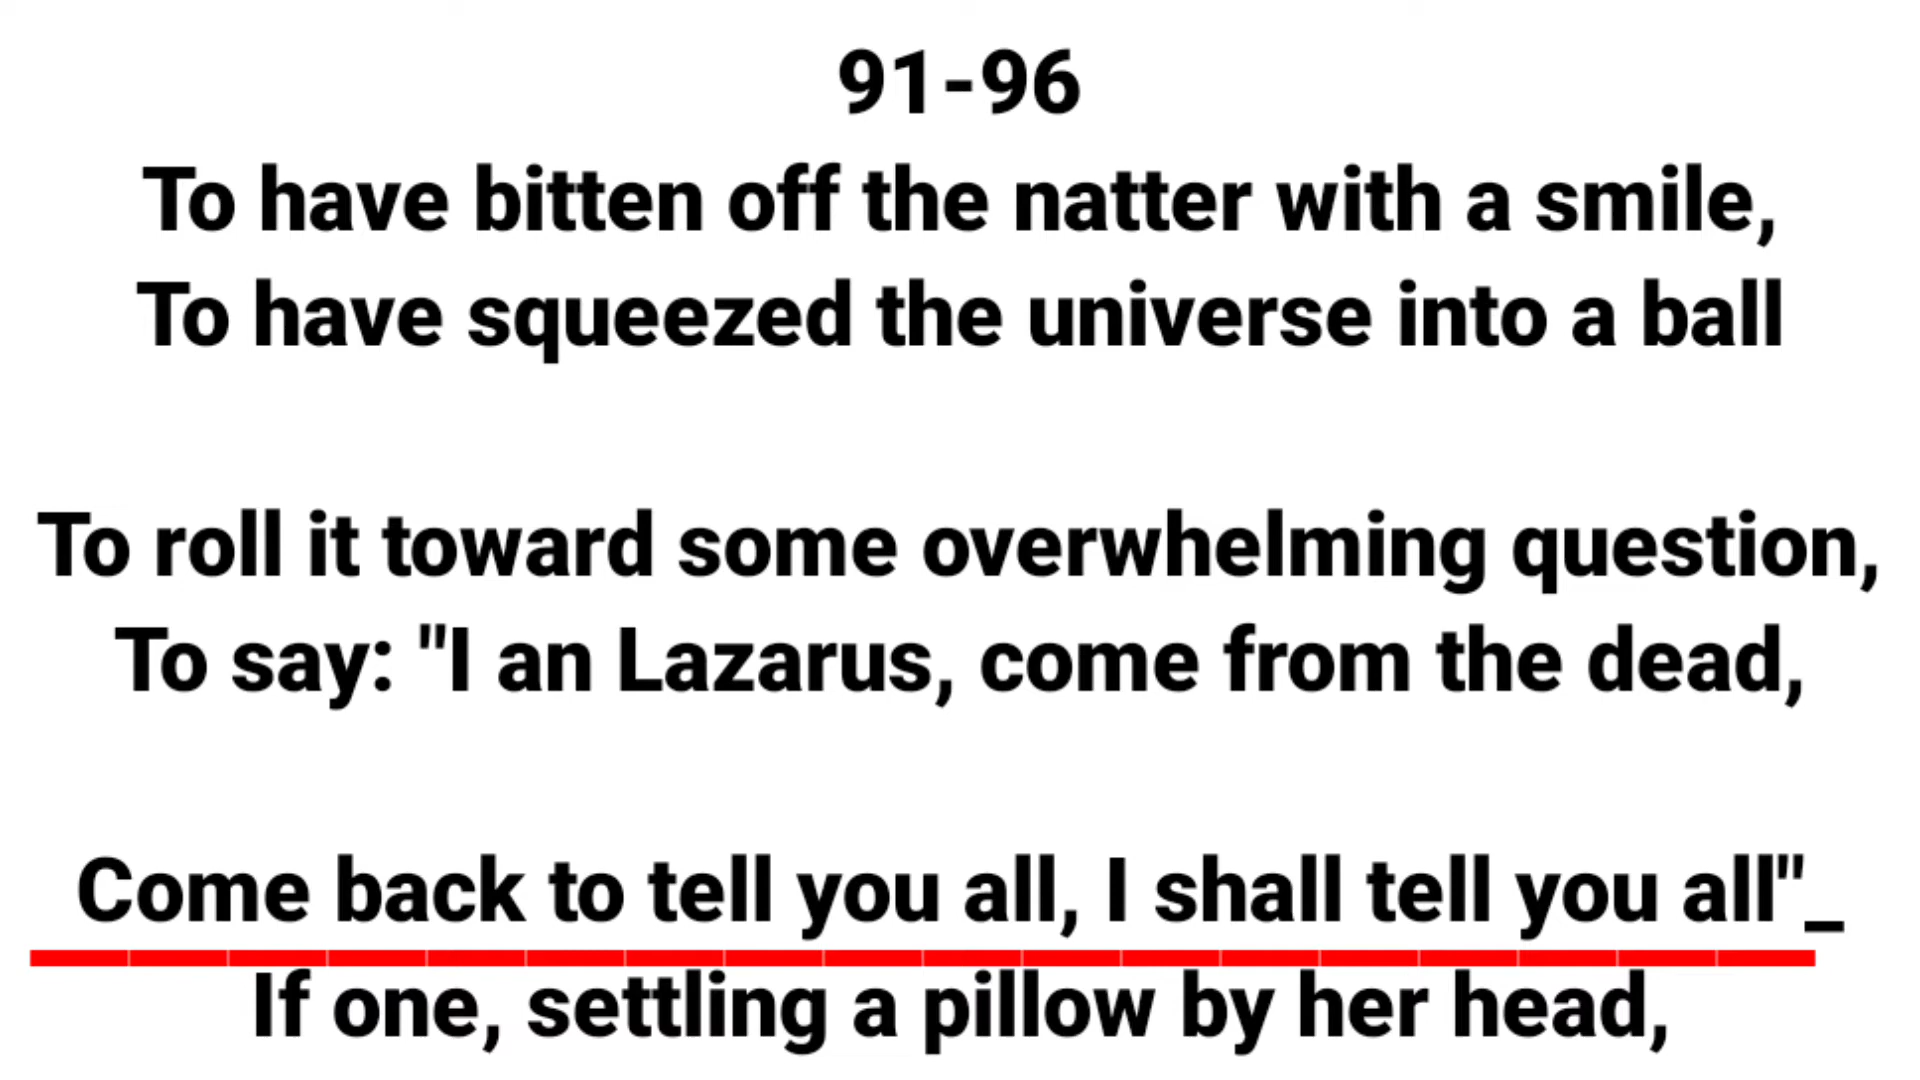 91-96
To have bitten off the natter with a smile,
To have squeezed the universe into a ball
To roll it toward some overwhelming question,
To say: "I an Lazarus, come from the dead,
Come back to tell you all, I shall tell you all"_
If one, settling a pillow by her head,